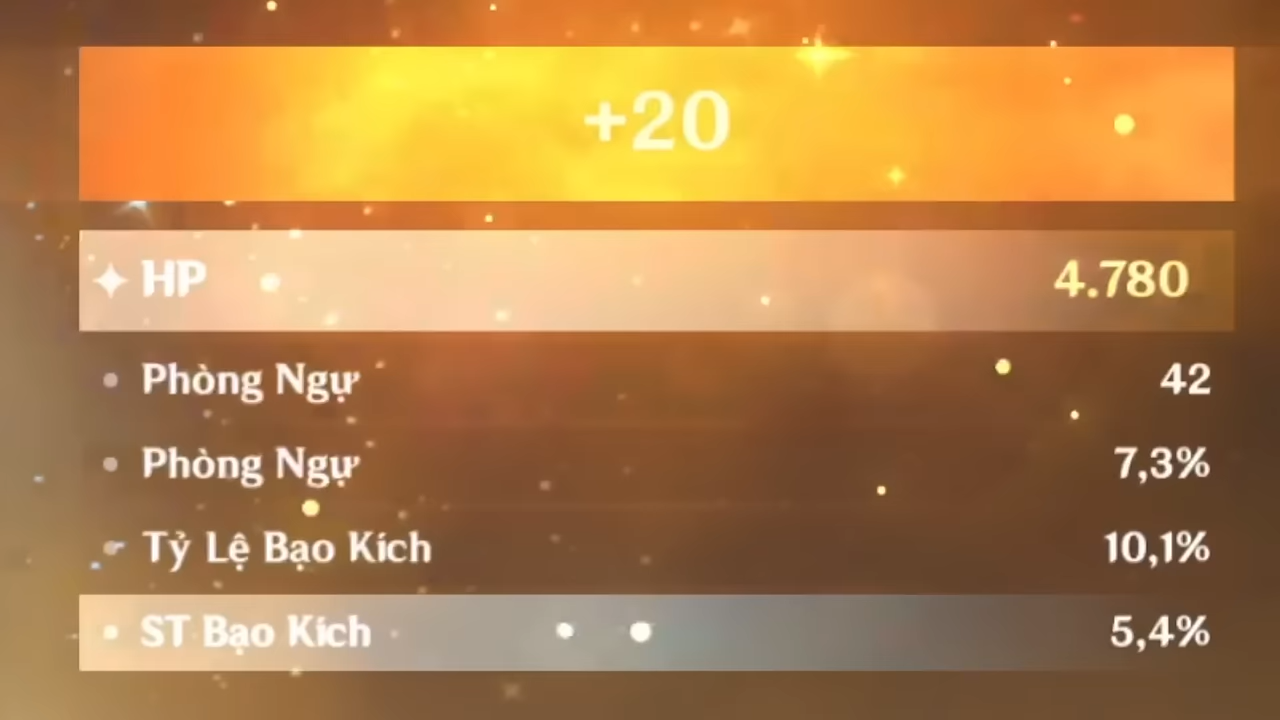 +20
HP 4.780
Phòng Ngự 42
Phòng Ngự 7,3%
Tỷ Lệ Bạo Kích 10,1%
ST Bạo Kích 5,4%